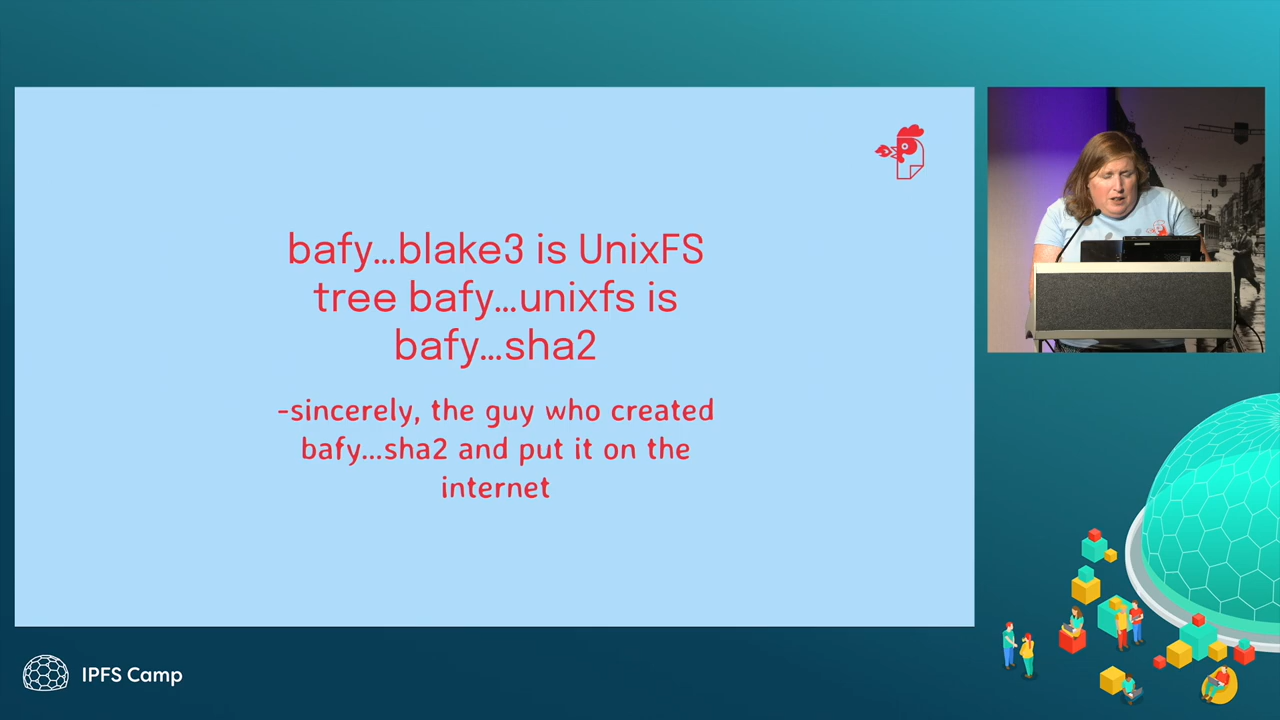 bafy...blake3 is UnixFS
tree bafy...unixfs is
bafy...sha2
-sincerely, the guy who created
bafy...sha2 and put it on the
internet
IPFS Camp